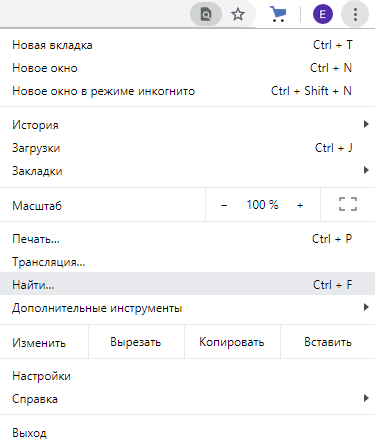 E
Новая вкладка Ctrl + T
Новое окно Ctrl + N
Новое окно в режиме инкогнито Ctrl + Shift + N
История
Загрузки Ctrl + J
Закладки
Масштаб − 100 % +
Печать... Ctrl + P
Трансляция...
Найти... Ctrl + F
Дополнительные инструменты
Изменить Вырезать Копировать Вставить
Настройки
Справка
Выход